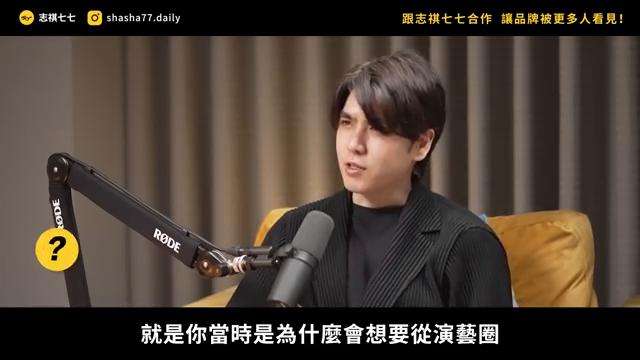 志祺七七 shasha77.daily 跟志祺七七合作 讓品牌被更多人看見!
RØDE
RØDE
?
就是你當時是為什麼會想要從演藝圈